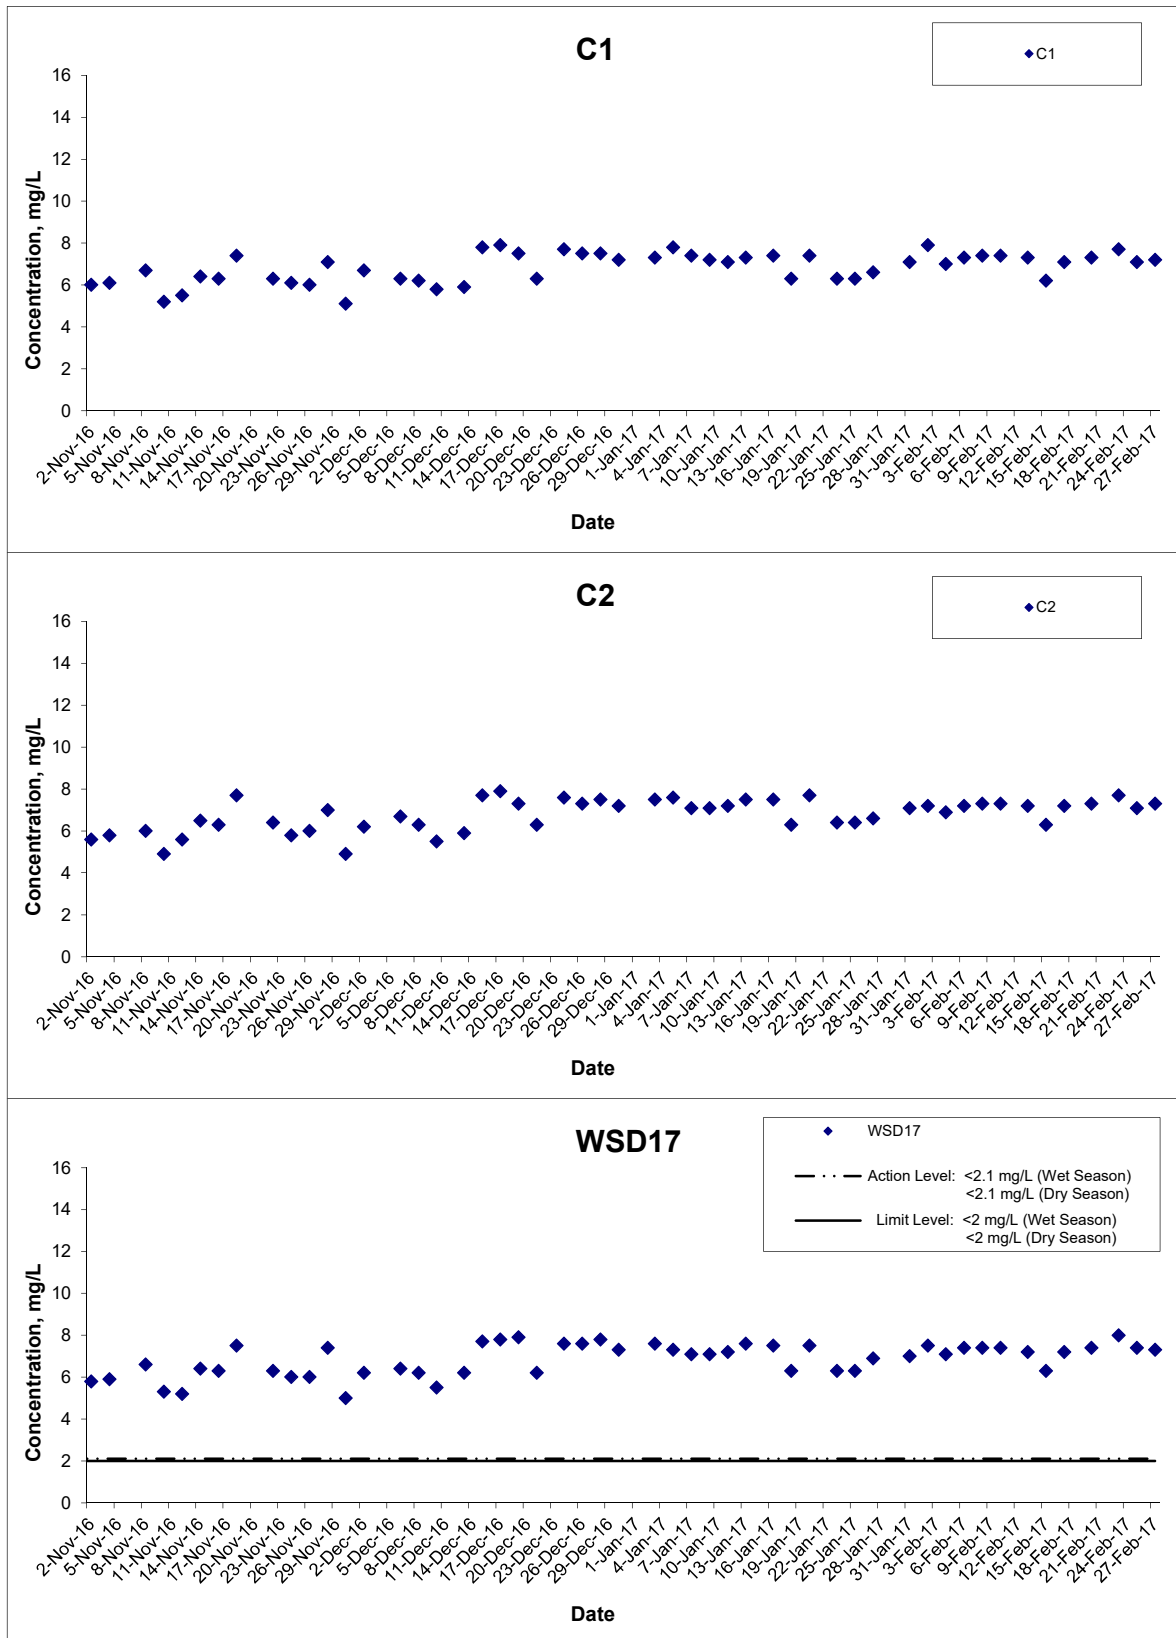 C1
C1
16
14
12
10
8
6
4
2
0
Concentration, mg/L
2-Nov-16
5-Nov-16
8-Nov-16
11-Nov-16
14-Nov-16
17-Nov-16
20-Nov-16
23-Nov-16
26-Nov-16
29-Nov-16
2-Dec-16
5-Dec-16
8-Dec-16
11-Dec-16
14-Dec-16
17-Dec-16
20-Dec-16
23-Dec-16
26-Dec-16
29-Dec-16
1-Jan-17
4-Jan-17
7-Jan-17
10-Jan-17
13-Jan-17
16-Jan-17
19-Jan-17
22-Jan-17
25-Jan-17
28-Jan-17
31-Jan-17
3-Feb-17
6-Feb-17
9-Feb-17
12-Feb-17
15-Feb-17
18-Feb-17
21-Feb-17
24-Feb-17
27-Feb-17
Date
C2
C2
16
14
12
10
8
6
4
2
0
Concentration, mg/L
2-Nov-16
5-Nov-16
8-Nov-16
11-Nov-16
14-Nov-16
17-Nov-16
20-Nov-16
23-Nov-16
26-Nov-16
29-Nov-16
2-Dec-16
5-Dec-16
8-Dec-16
11-Dec-16
14-Dec-16
17-Dec-16
20-Dec-16
23-Dec-16
26-Dec-16
29-Dec-16
1-Jan-17
4-Jan-17
7-Jan-17
10-Jan-17
13-Jan-17
16-Jan-17
19-Jan-17
22-Jan-17
25-Jan-17
28-Jan-17
31-Jan-17
3-Feb-17
6-Feb-17
9-Feb-17
12-Feb-17
15-Feb-17
18-Feb-17
21-Feb-17
24-Feb-17
27-Feb-17
Date
WSD17
WSD17
Action Level: <2.1 mg/L (Wet Season)
<2.1 mg/L (Dry Season)
Limit Level: <2 mg/L (Wet Season)
<2 mg/L (Dry Season)
16
14
12
10
8
6
4
2
0
Concentration, mg/L
2-Nov-16
5-Nov-16
8-Nov-16
11-Nov-16
14-Nov-16
17-Nov-16
20-Nov-16
23-Nov-16
26-Nov-16
29-Nov-16
2-Dec-16
5-Dec-16
8-Dec-16
11-Dec-16
14-Dec-16
17-Dec-16
20-Dec-16
23-Dec-16
26-Dec-16
29-Dec-16
1-Jan-17
4-Jan-17
7-Jan-17
10-Jan-17
13-Jan-17
16-Jan-17
19-Jan-17
22-Jan-17
25-Jan-17
28-Jan-17
31-Jan-17
3-Feb-17
6-Feb-17
9-Feb-17
12-Feb-17
15-Feb-17
18-Feb-17
21-Feb-17
24-Feb-17
27-Feb-17
Date